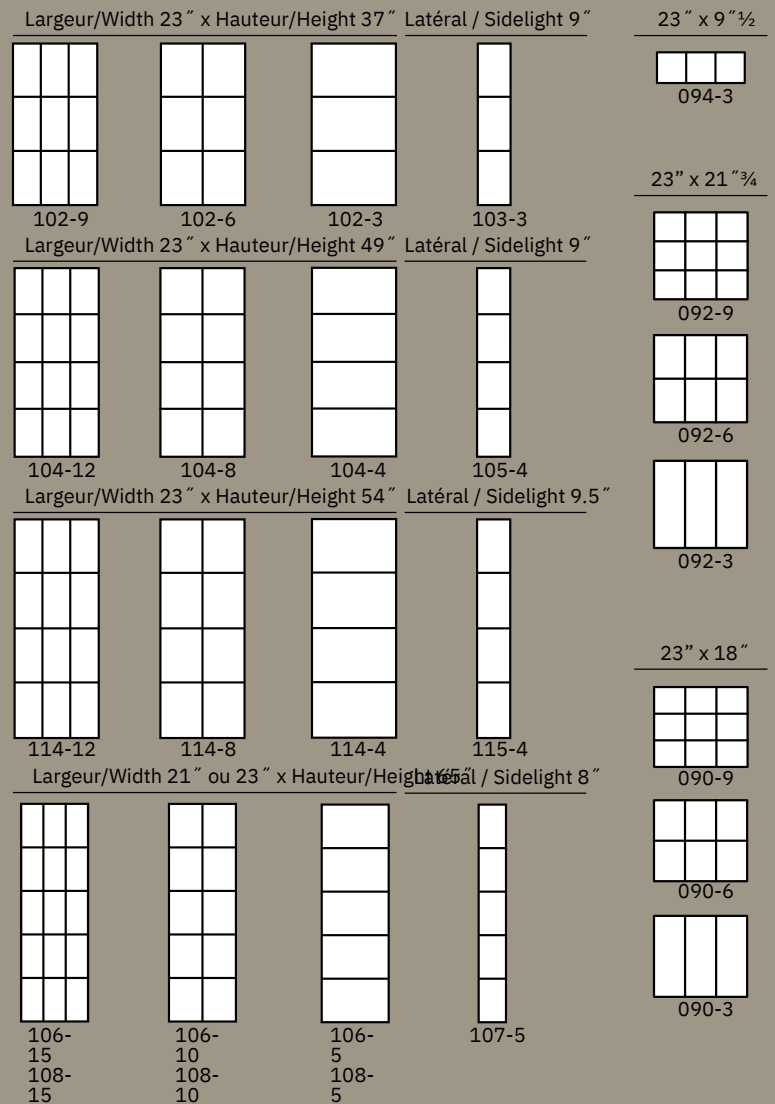 Largeur/Width 23˝ x Hauteur/Height 37˝ Latéral / Sidelight 9˝
102-9 102-6 102-3 103-3
Largeur/Width 23˝ x Hauteur/Height 49˝ Latéral / Sidelight 9˝
104-12 104-8 104-4 105-4
Largeur/Width 23˝ x Hauteur/Height 54˝ Latéral / Sidelight 9.5˝
114-12 114-8 114-4 115-4
Largeur/Width 21˝ ou 23˝ x Hauteur/Height 65˝ Latéral / Sidelight 8˝
106- 106- 106- 107-5
15 10 5
108- 108- 108-
15 10 5
23˝ x 9˝½
094-3
23” x 21˝¾
092-9
092-6
092-3
23” x 18˝
090-9
090-6
090-3